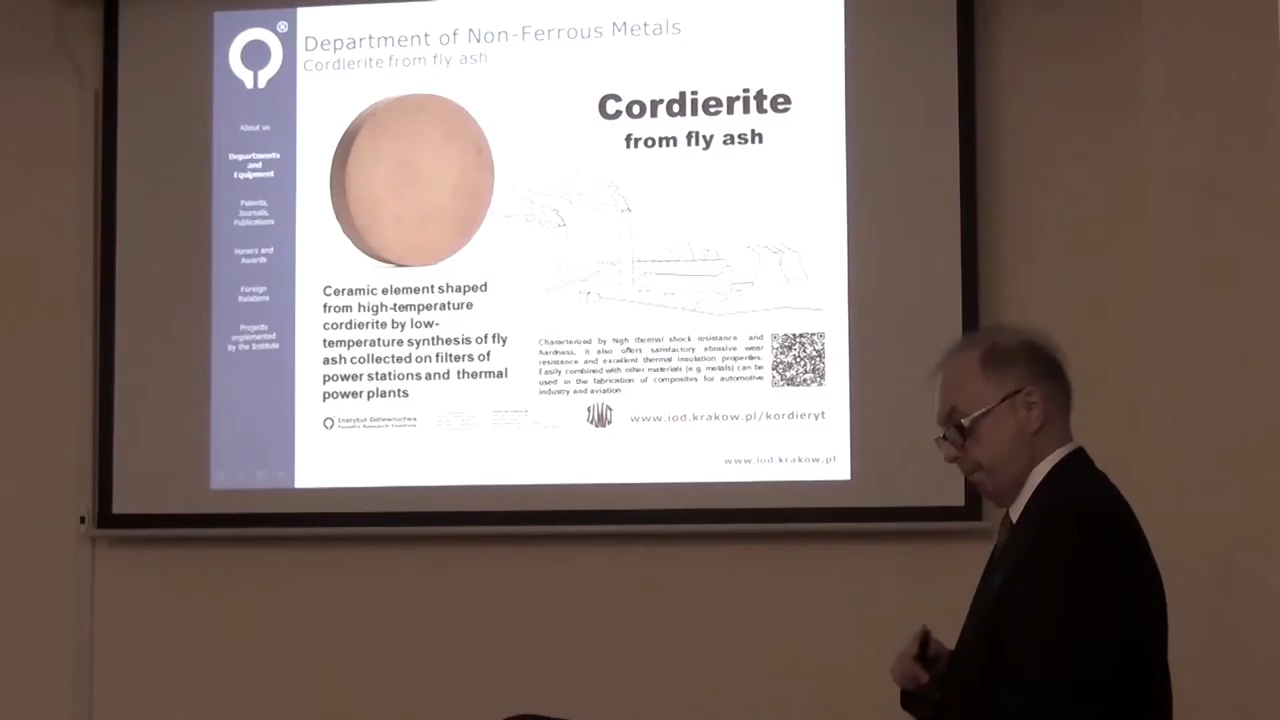 ®
Department of Non-Ferrous Metals
Cordierite from fly ash
About us
Departments
and
Equipment
Patents,
Journals,
Publications
Honors and
Awards
Foreign
Relations
Projects
implemented
by the Institute
Cordierite
from fly ash
Ceramic element shaped
from high-temperature
cordierite by low-
temperature synthesis of fly
ash collected on filters of
power stations and thermal
power plants
Characterized by high thermal shock resistance and
hardness, it also offers satisfactory abrasive wear
resistance and excellent thermal insulation properties.
Easily combined with other materials (e.g. metals) can be
used in the fabrication of composites for automotive
industry and aviation
Instytut Odlewnictwa
Foundry Research Institute
www.iod.krakow.pl/kordieryt
www.iod.krakow.pl